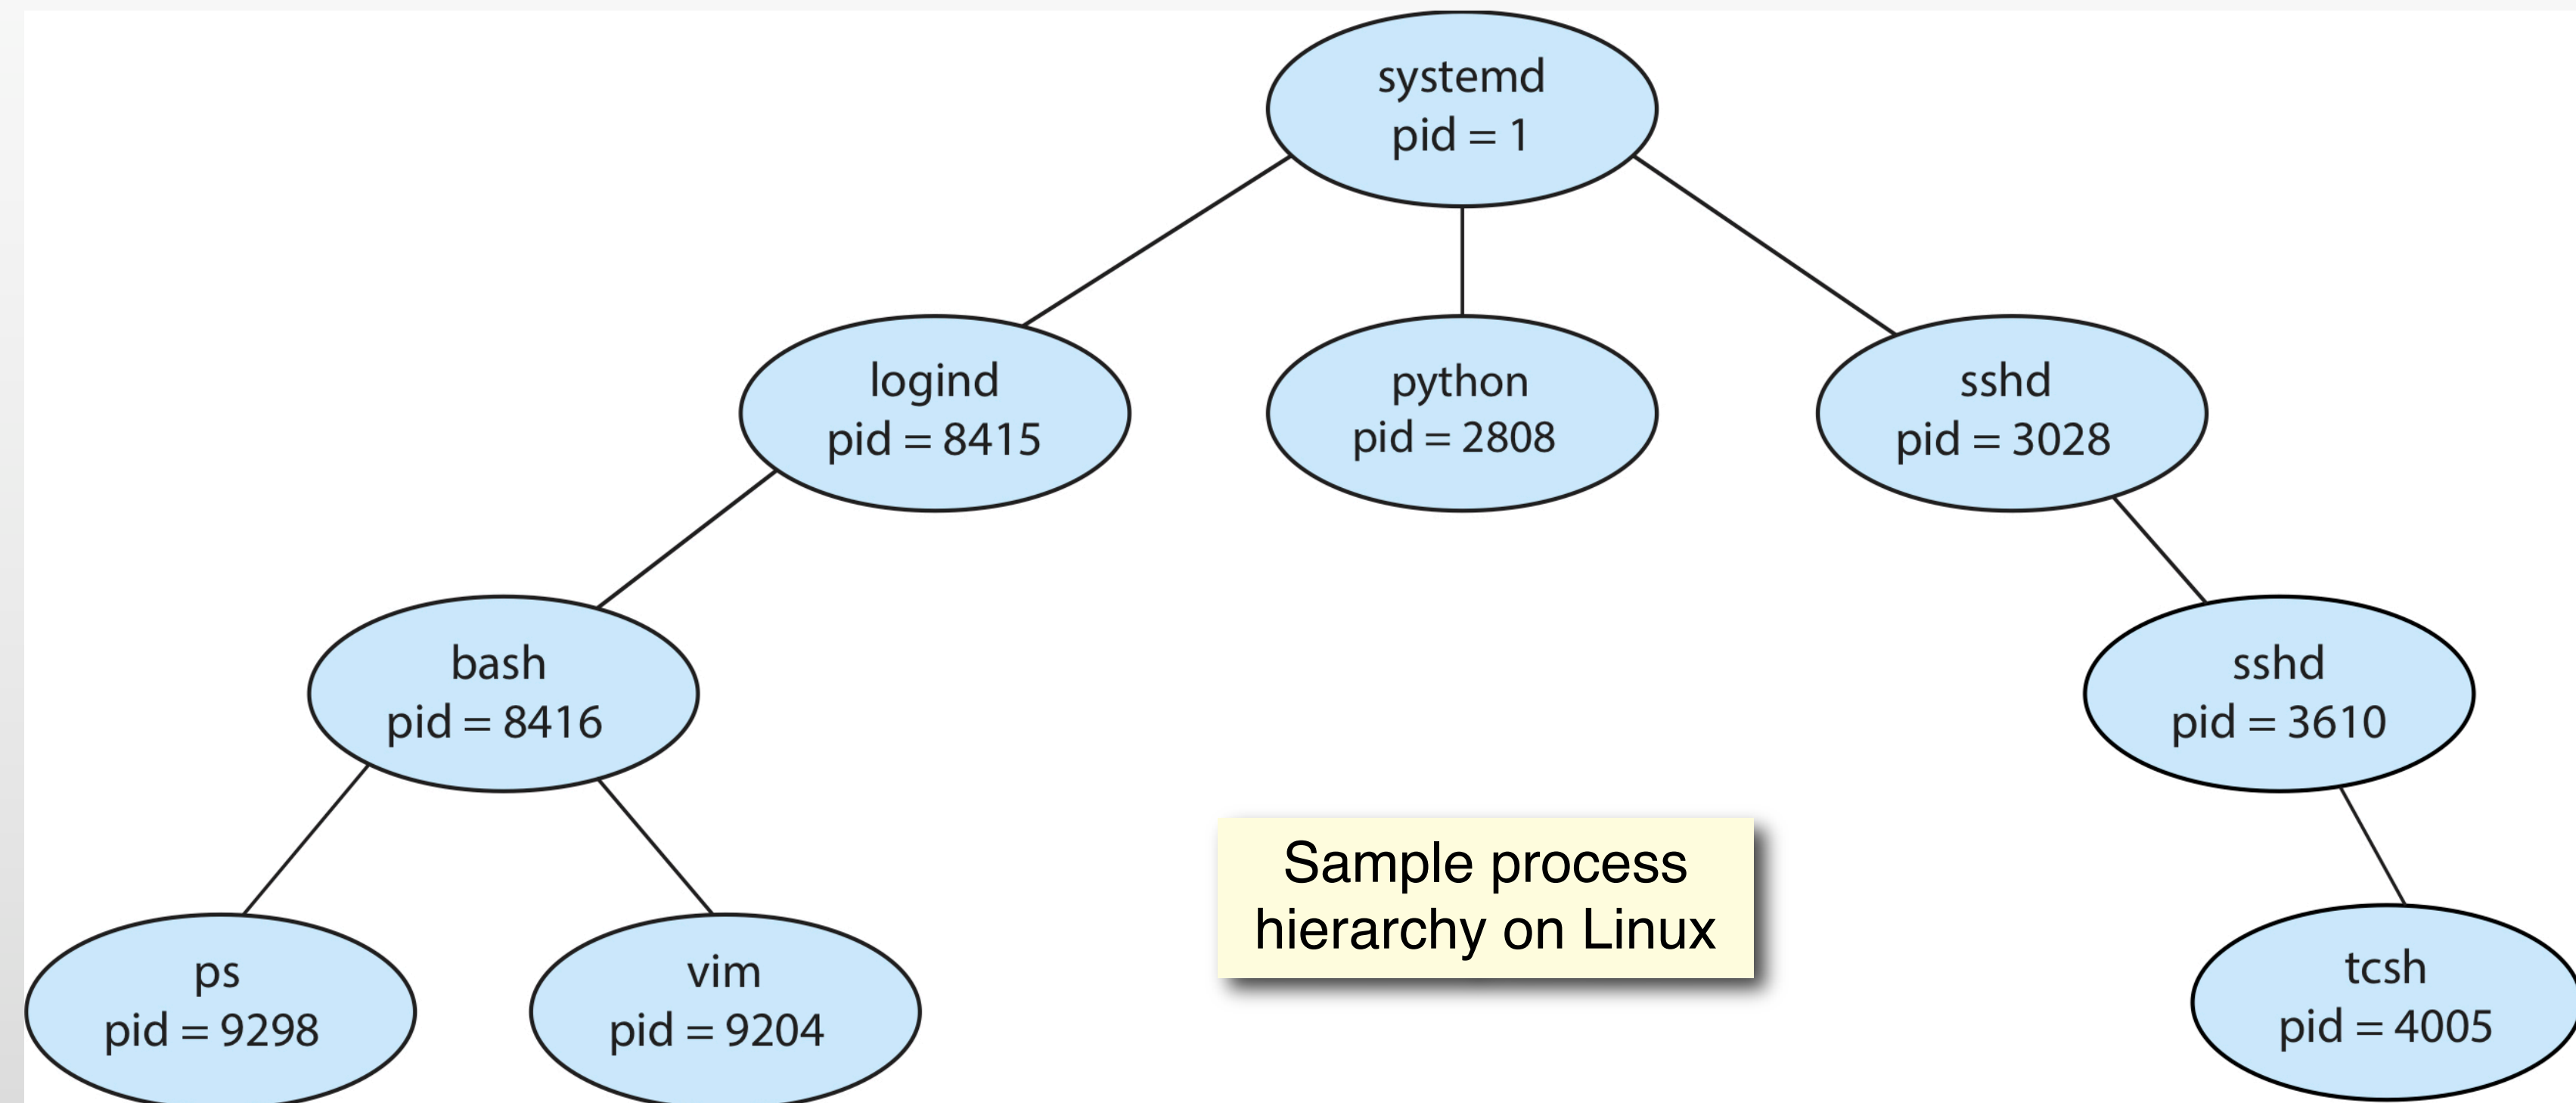 systemd
pid = 1
logind
pid = 8415
python
pid = 2808
sshd
pid = 3028
bash
pid = 8416
sshd
pid = 3610
Sample process
hierarchy on Linux
ps
pid = 9298
vim
pid = 9204
tcsh
pid = 4005